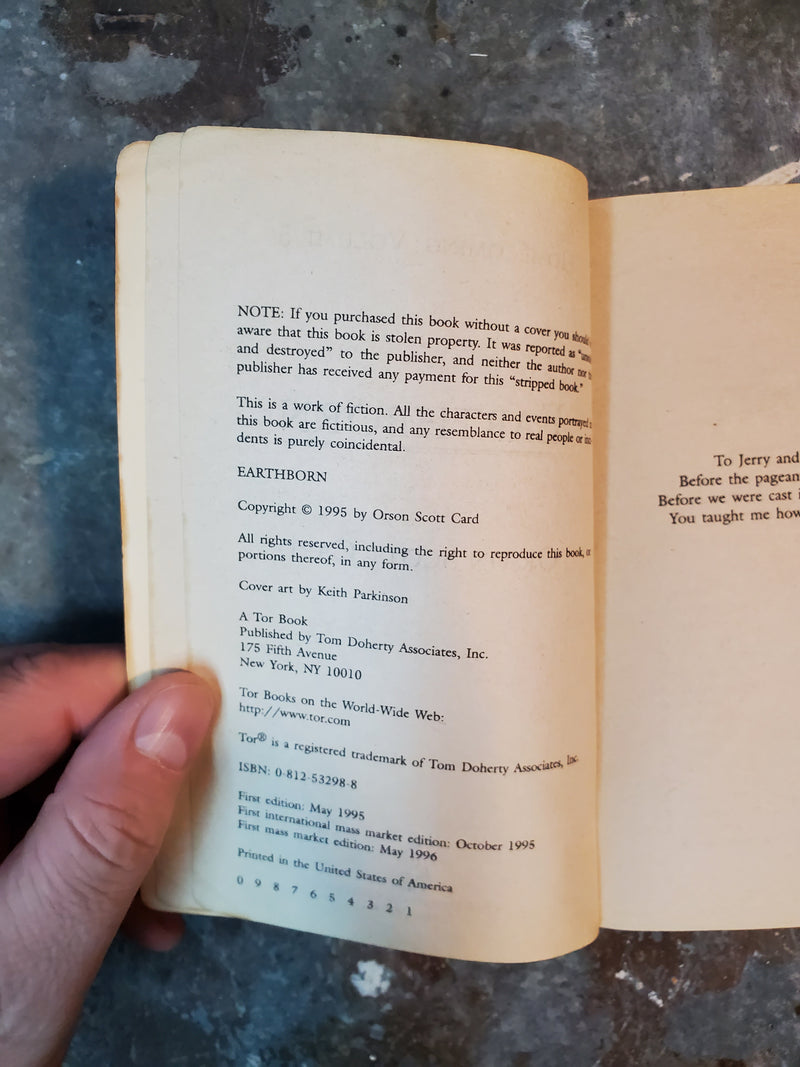 NOTE: If you purchased this book without a cover you should
aware that this book is stolen property. It was reported as
and destroyed" to the publisher, and neither the author nor
publisher has received any payment for this "stripped book."
This is a work of fiction. All the characters and events portrayed
this book are fictitious, and any resemblance to real people or
dents is purely coincidental.
EARTHBORN
Copyright © 1995 by Orson Scott Card
All rights reserved, including the right to reproduce this book, or
portions thereof, in any form.
Cover art by Keith Parkinson
A Tor Book
Published by Tom Doherty Associates, Inc.
175 Fifth Avenue
New York, NY 10010
Tor Books on the World-Wide Web:
http://www.tor.com
Tor® is a registered trademark of Tom Doherty Associates, Inc.
ISBN: 0-812-53298-8
First edition: May 1995
First international mass market edition: October 1995
First mass market edition: May 1996
Printed in the United States of America
0 9 8 7 6 5 4 3 2 1
To Jerry and
Before the pagean
Before we were cast i
You taught me how